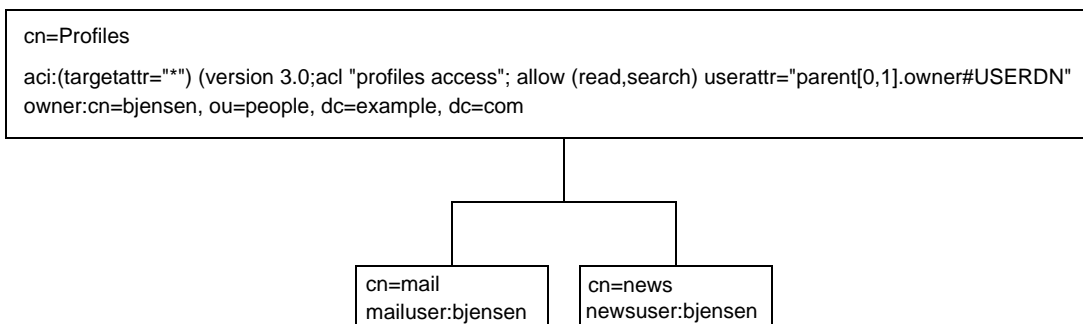 cn=Profiles
aci:(targetattr="*") (version 3.0;acl "profiles access"; allow (read,search) userattr="parent[0,1].owner#USERDN"
owner:cn=bjensen, ou=people, dc=example, dc=com
cn=mail
mailuser:bjensen
cn=news
newsuser:bjensen